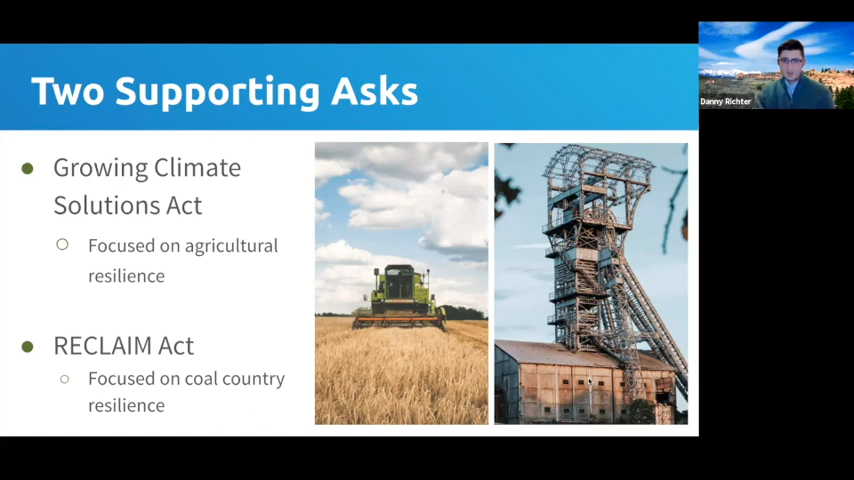 Two Supporting Asks
Danny Richter
Growing Climate
Solutions Act
Focused on agricultural
resilience
RECLAIM Act
Focused on coal country
resilience